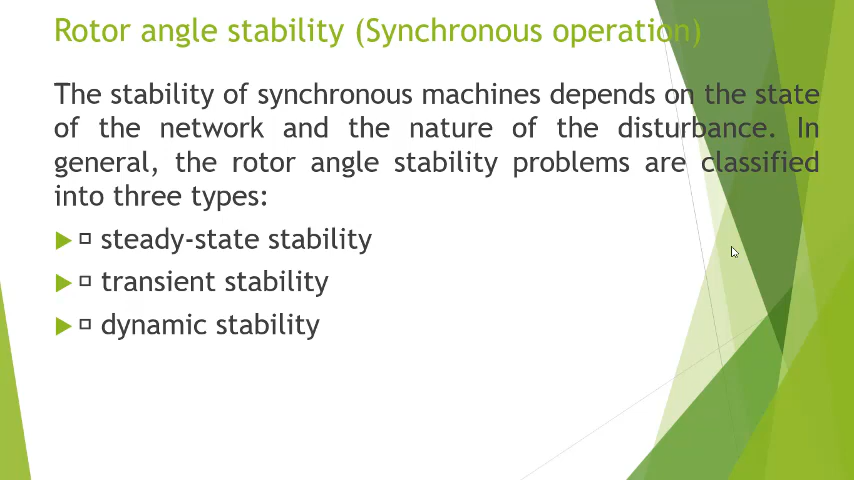 Rotor angle stability (Synchronous operation)
The stability of synchronous machines depends on the state
of the network and the nature of the disturbance. In
general, the rotor angle stability problems are classified
into three types:
steady-state stability
transient stability
dynamic stability